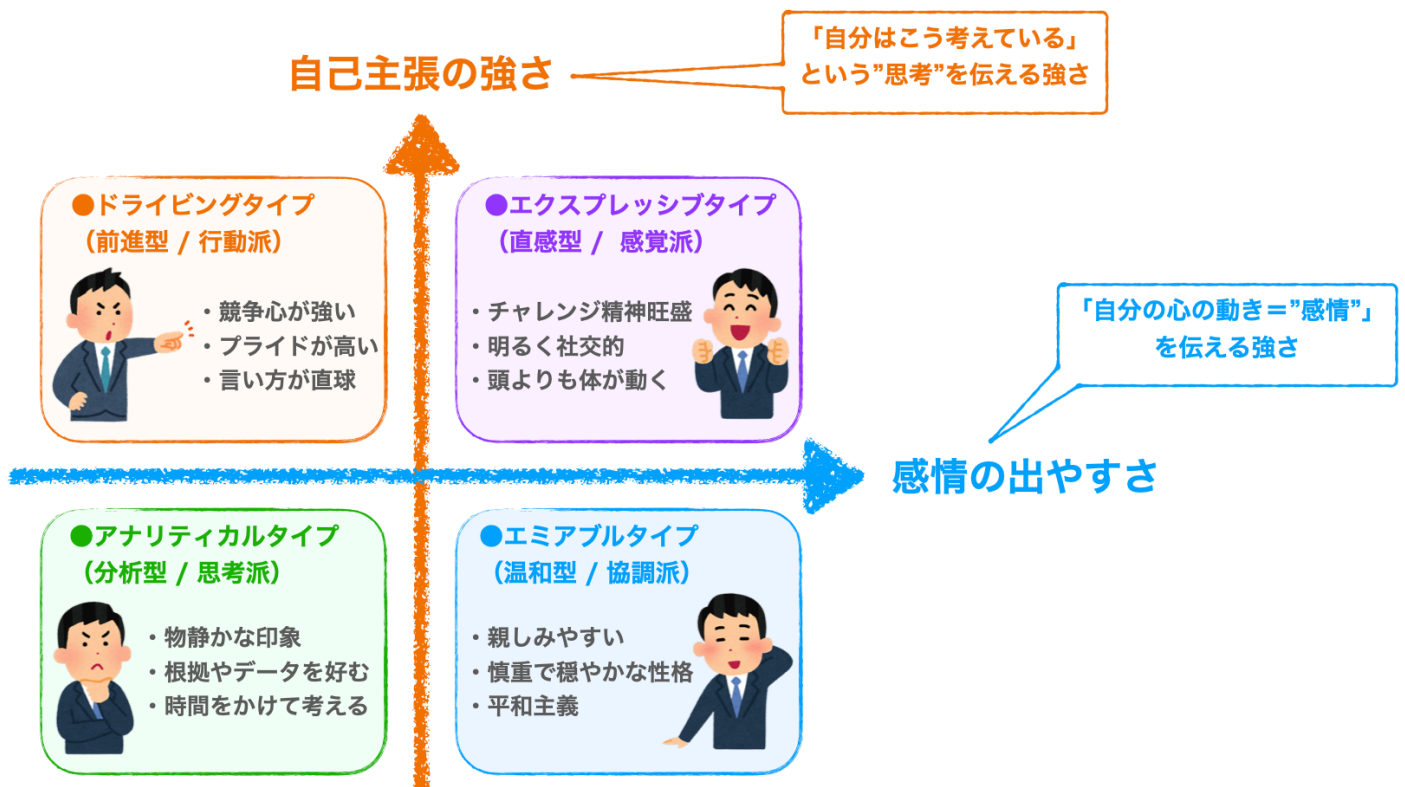 自己主張の強さ
「自分はこう考えている」
という”思考”を伝える強さ
●ドライビングタイプ
（前進型 / 行動派）
・競争心が強い
・プライドが高い
・言い方が直球
●エクスプレッシブタイプ
（直感型 / 感覚派）
・チャレンジ精神旺盛
・明るく社交的
・頭よりも体が動く
「自分の心の動き＝”感情”」
を伝える強さ
感情の出やすさ
●アナリティカルタイプ
（分析型 / 思考派）
・物静かな印象
・根拠やデータを好む
・時間をかけて考える
●エミアブルタイプ
（温和型 / 協調派）
・親しみやすい
・慎重で穏やかな性格
・平和主義